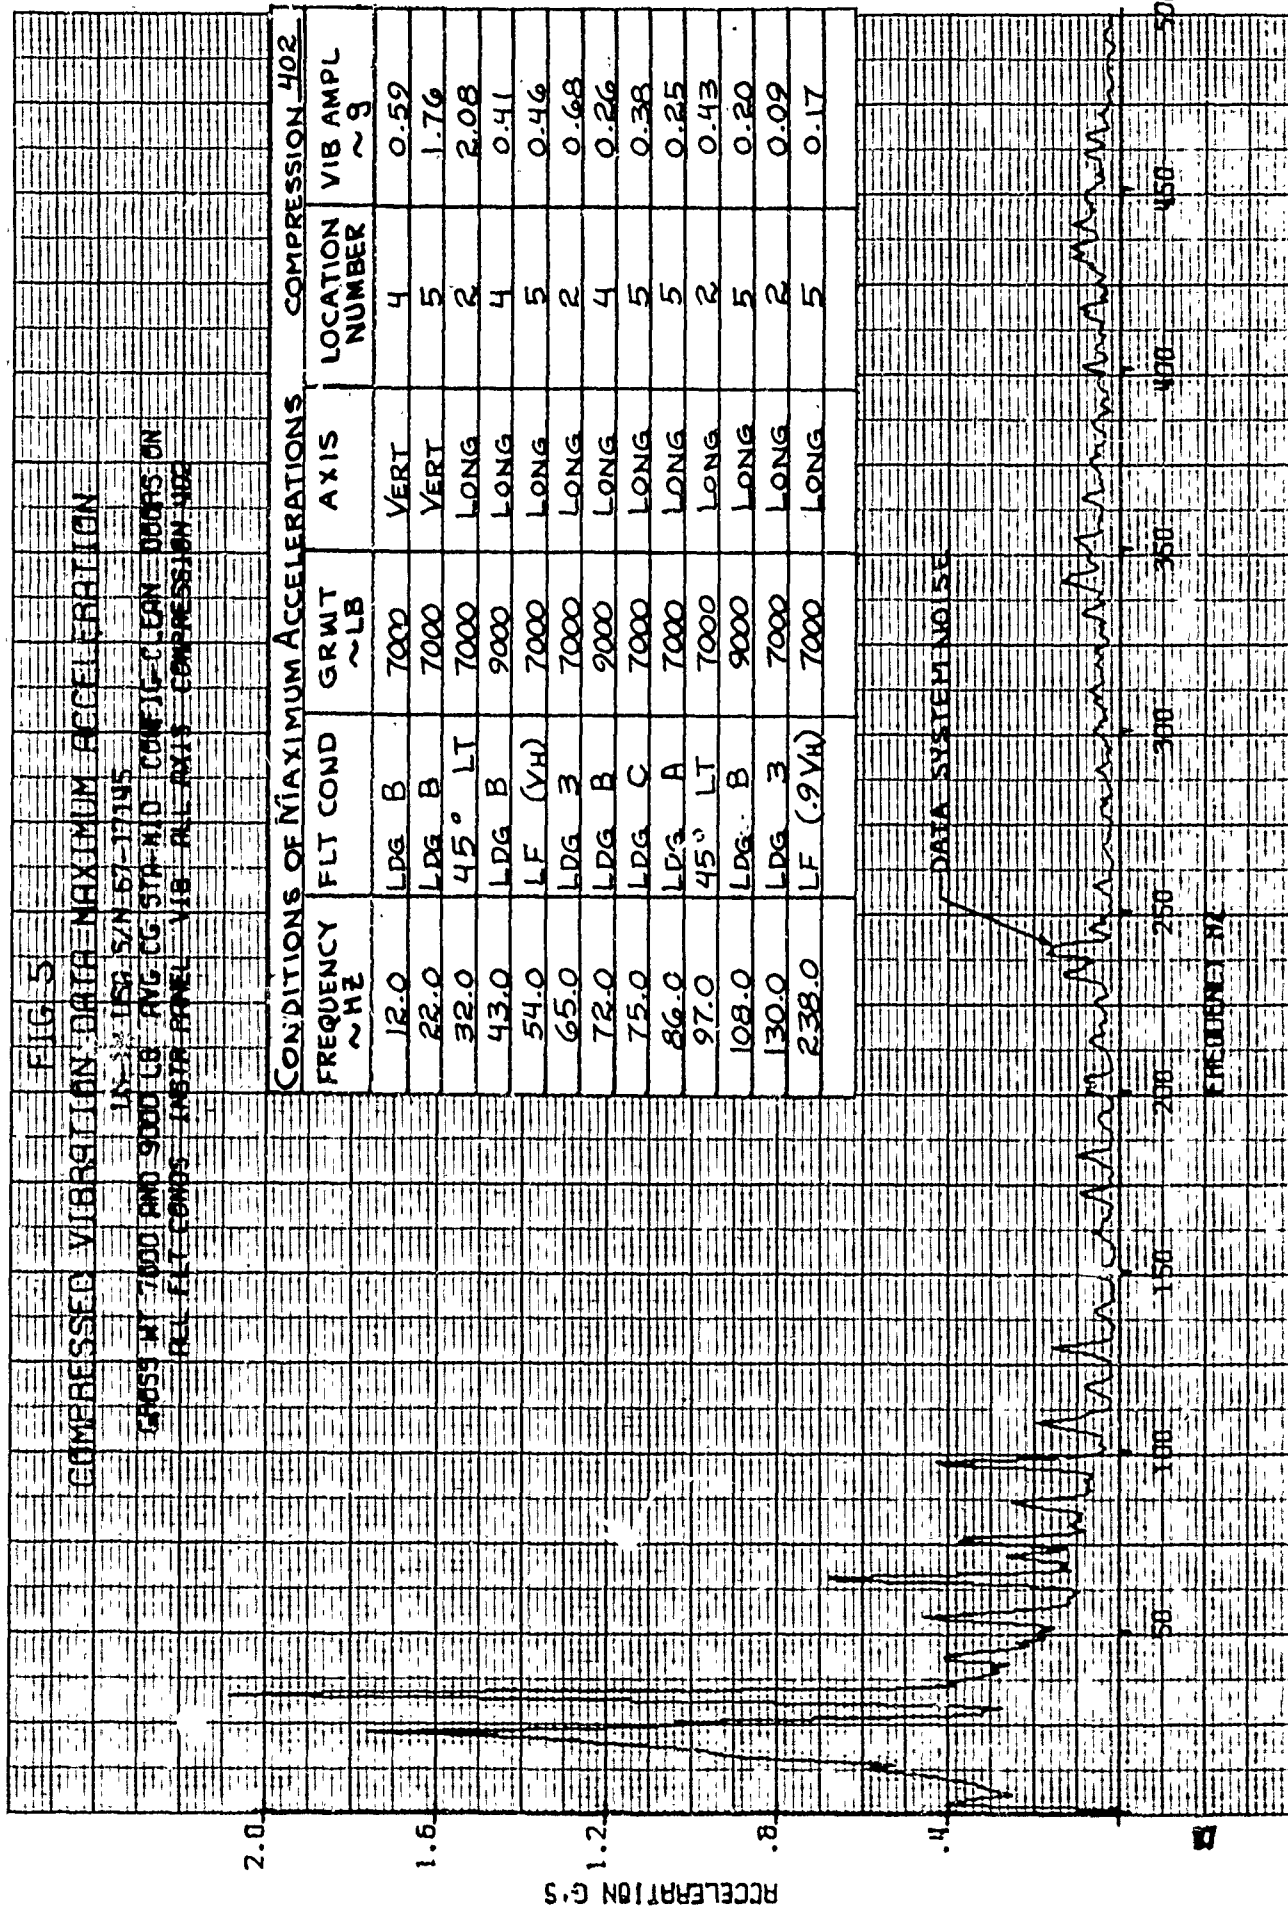 FIG. 5
COMPRESSED VIBRATION DATA MAXIMUM ACCELERATION
USA S/N 67-17145
GROSS WT 7000 AND 9000 LB AVG CG STA-MID CONFIG-CLEAN DOORS ON
ALL FLT CONDS INSTR PANEL VIB ALL AXIS COMPRESSION 402
CONDITIONS OF MAXIMUM ACCELERATIONS COMPRESSION 402
FREQUENCY ~HZ FLT COND GRWT ~LB AXIS LOCATION NUMBER VIB AMPL ~g
12.0 LDG B 7000 VERT 4 0.59
22.0 LDG B 7000 VERT 5 1.76
32.0 45° LT 7000 LONG 2 2.08
43.0 LDG B 9000 LONG 4 0.41
54.0 LF (VH) 7000 LONG 5 0.46
65.0 LDG 3 7000 LONG 2 0.68
72.0 LDG B 9000 LONG 4 0.26
75.0 LDG C 7000 LONG 5 0.38
86.0 LDG A 7000 LONG 5 0.25
97.0 45° LT 7000 LONG 2 0.43
108.0 LDG B 9000 LONG 5 0.20
130.0 LDG 3 7000 LONG 2 0.09
238.0 LF (.9 VH) 7000 LONG 5 0.17
DATA SYSTEM NOISE
ACCELERATION G'S
2.0
1.6
1.2
.8
.4
50 100 150 200 250 300 350 400 450 50
FREQUENCY HZ